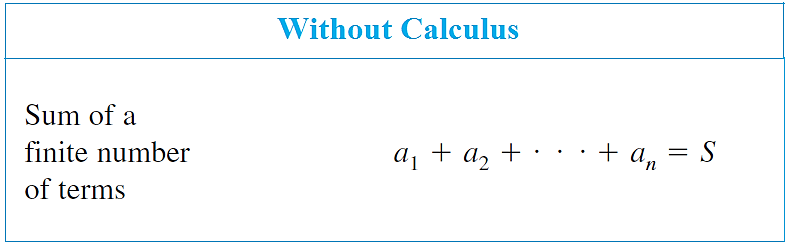 Without Calculus
Sum of a
finite number
of terms
a₁ + a₂ + · · · + aₙ = S